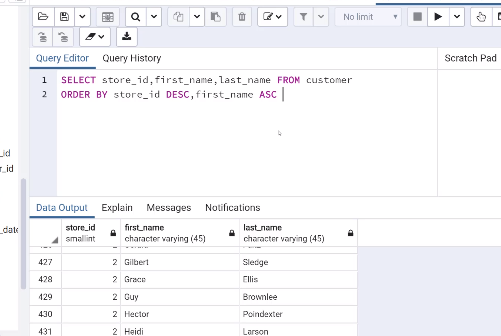 No limit
Query Editor
Query History
Scratch Pad
1 SELECT store_id,first_name,last_name FROM customer
2 ORDER BY store_id DESC,first_name ASC
_id
r_id
_date
Data Output
Explain
Messages
Notifications
store_id
smallint
first_name
character varying (45)
last_name
character varying (45)
427 2 Gilbert Sledge
428 2 Grace Ellis
429 2 Guy Brownlee
430 2 Hector Poindexter
431 2 Heidi Larson